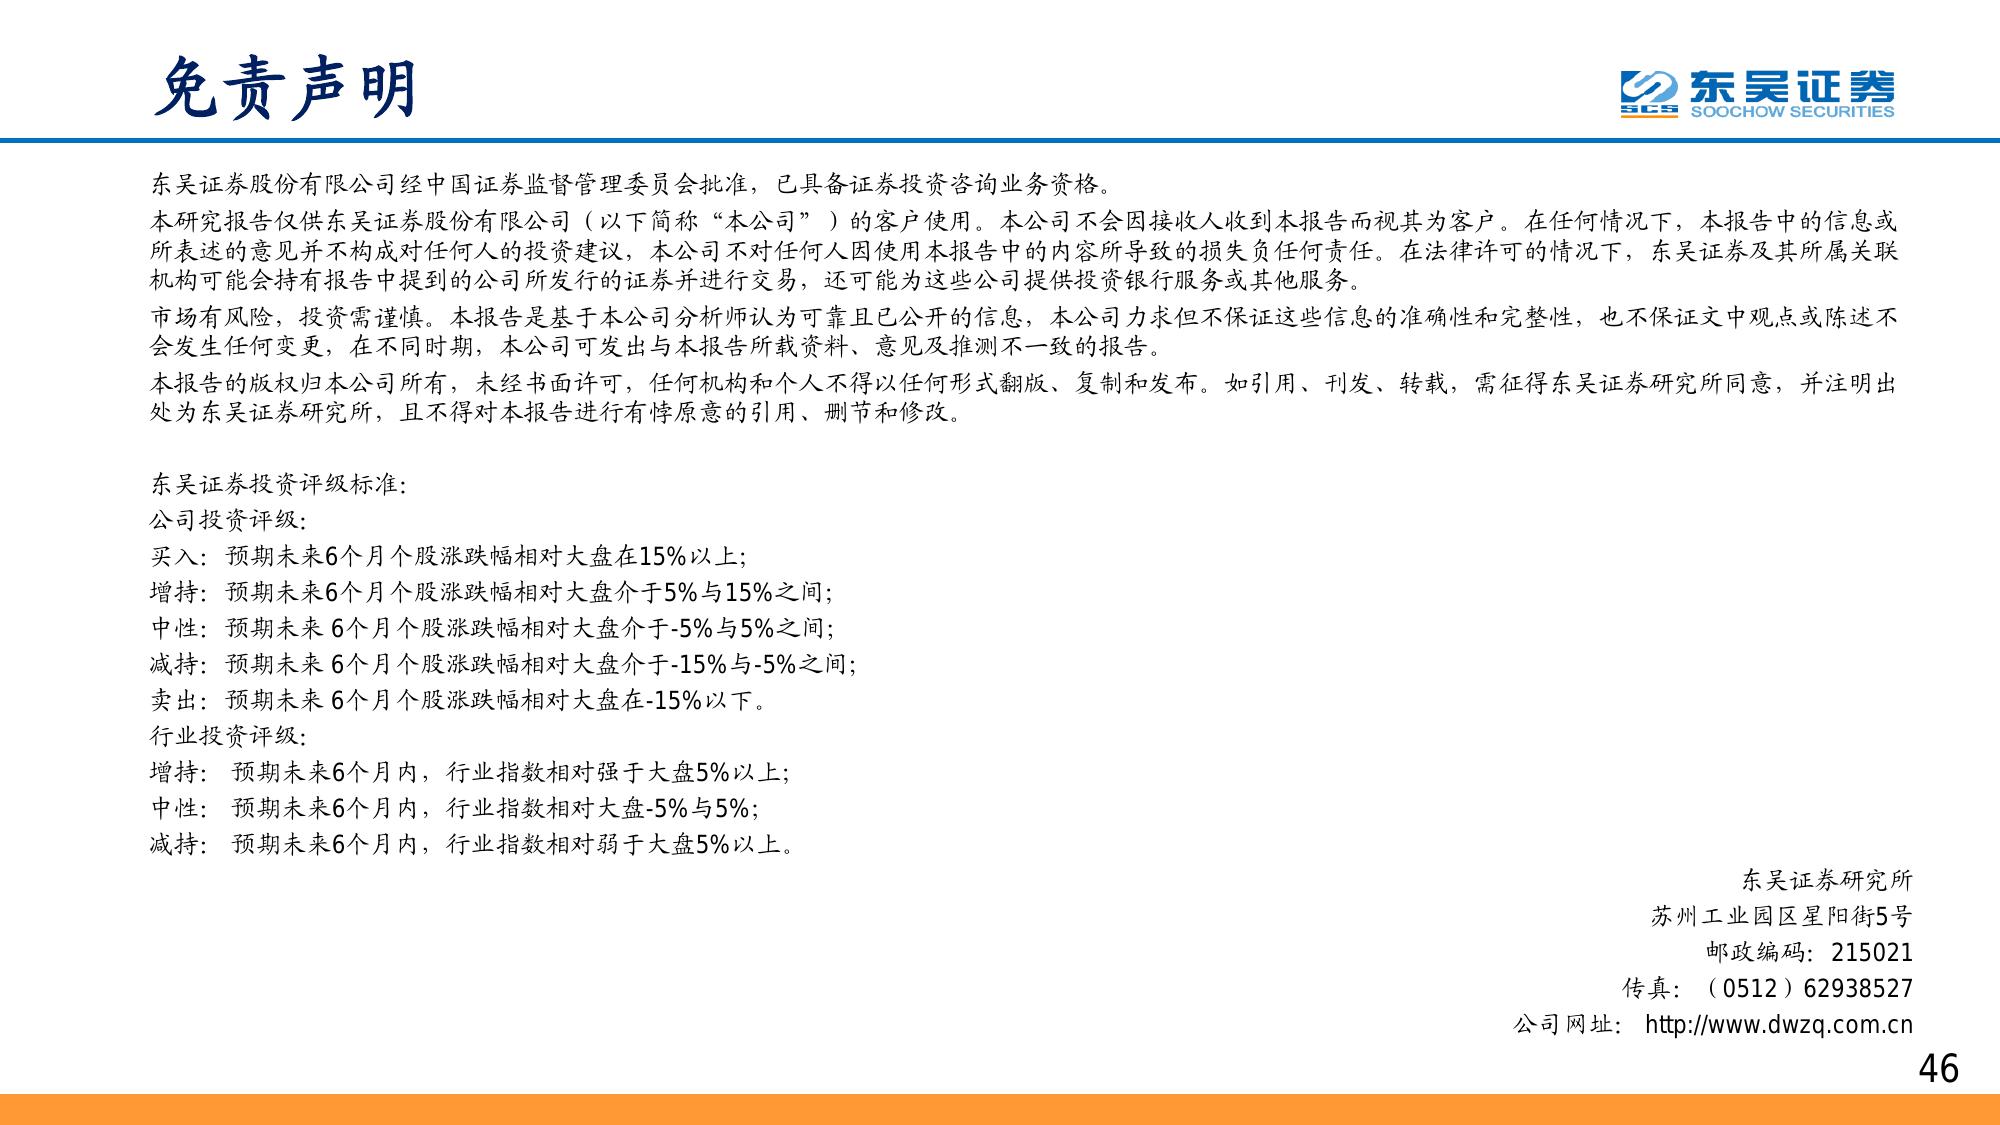 免责声明
东吴证券
SCS
SOOCHOW SECURITIES
东吴证券股份有限公司经中国证券监督管理委员会批准，已具备证券投资咨询业务资格。
本研究报告仅供东吴证券股份有限公司（以下简称“本公司”）的客户使用。本公司不会因接收人收到本报告而视其为客户。在任何情况下，本报告中的信息或
所表述的意见并不构成对任何人的投资建议，本公司不对任何人因使用本报告中的内容所导致的损失负任何责任。在法律许可的情况下，东吴证券及其所属关联
机构可能会持有报告中提到的公司所发行的证券并进行交易，还可能为这些公司提供投资银行服务或其他服务。
市场有风险，投资需谨慎。本报告是基于本公司分析师认为可靠且已公开的信息，本公司力求但不保证这些信息的准确性和完整性，也不保证文中观点或陈述不
会发生任何变更，在不同时期，本公司可发出与本报告所载资料、意见及推测不一致的报告。
本报告的版权归本公司所有，未经书面许可，任何机构和个人不得以任何形式翻版、复制和发布。如引用、刊发、转载，需征得东吴证券研究所同意，并注明出
处为东吴证券研究所，且不得对本报告进行有悖原意的引用、删节和修改。
东吴证券投资评级标准：
公司投资评级：
买入：预期未来6个月个股涨跌幅相对大盘在15%以上；
增持：预期未来6个月个股涨跌幅相对大盘介于5%与15%之间；
中性：预期未来 6个月个股涨跌幅相对大盘介于-5%与5%之间；
减持：预期未来 6个月个股涨跌幅相对大盘介于-15%与-5%之间；
卖出：预期未来 6个月个股涨跌幅相对大盘在-15%以下。
行业投资评级：
增持： 预期未来6个月内，行业指数相对强于大盘5%以上；
中性： 预期未来6个月内，行业指数相对大盘-5%与5%；
减持： 预期未来6个月内，行业指数相对弱于大盘5%以上。
东吴证券研究所
苏州工业园区星阳街5号
邮政编码：215021
传真：（0512）62938527
公司网址： http://www.dwzq.com.cn
46